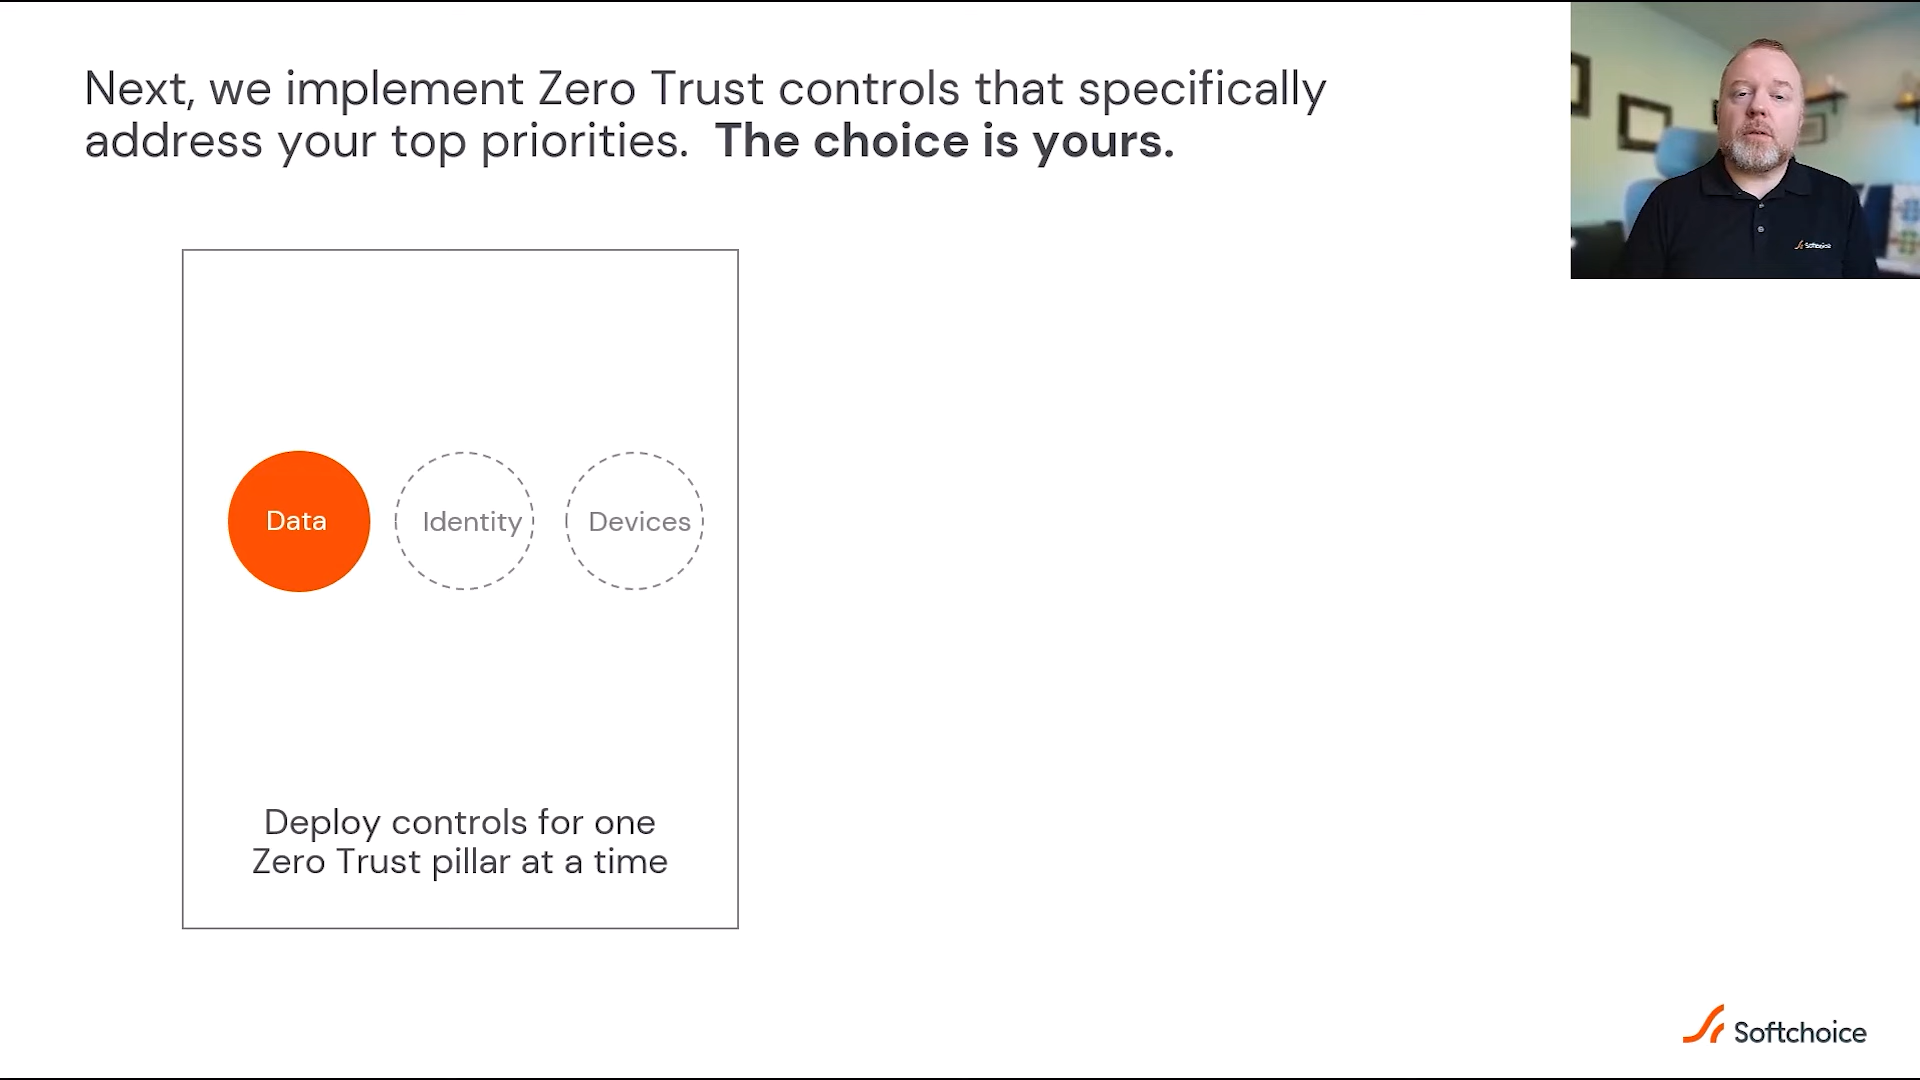 Next, we implement Zero Trust controls that specifically
address your top priorities. The choice is yours.
Softchoice
Data
Identity
Devices
Deploy controls for one
Zero Trust pillar at a time
Softchoice